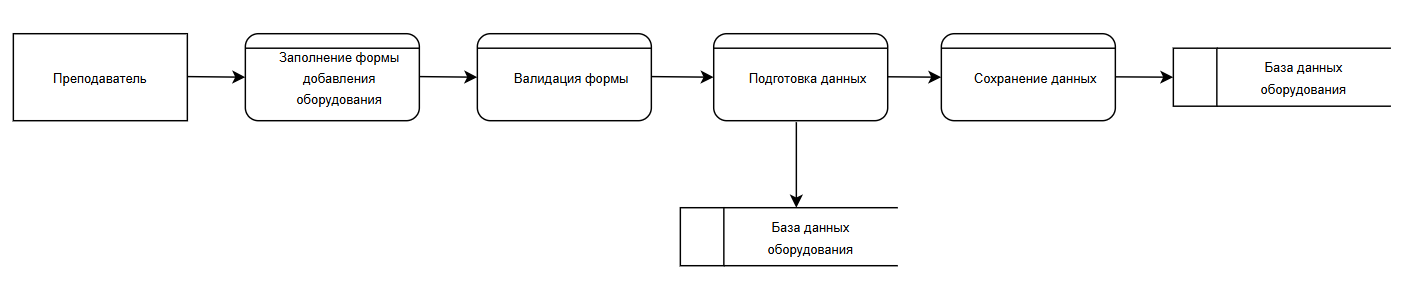 Преподаватель
Заполнение формы
добавления
оборудования
Валидация формы
Подготовка данных
Сохранение данных
База данных
оборудования
База данных
оборудования